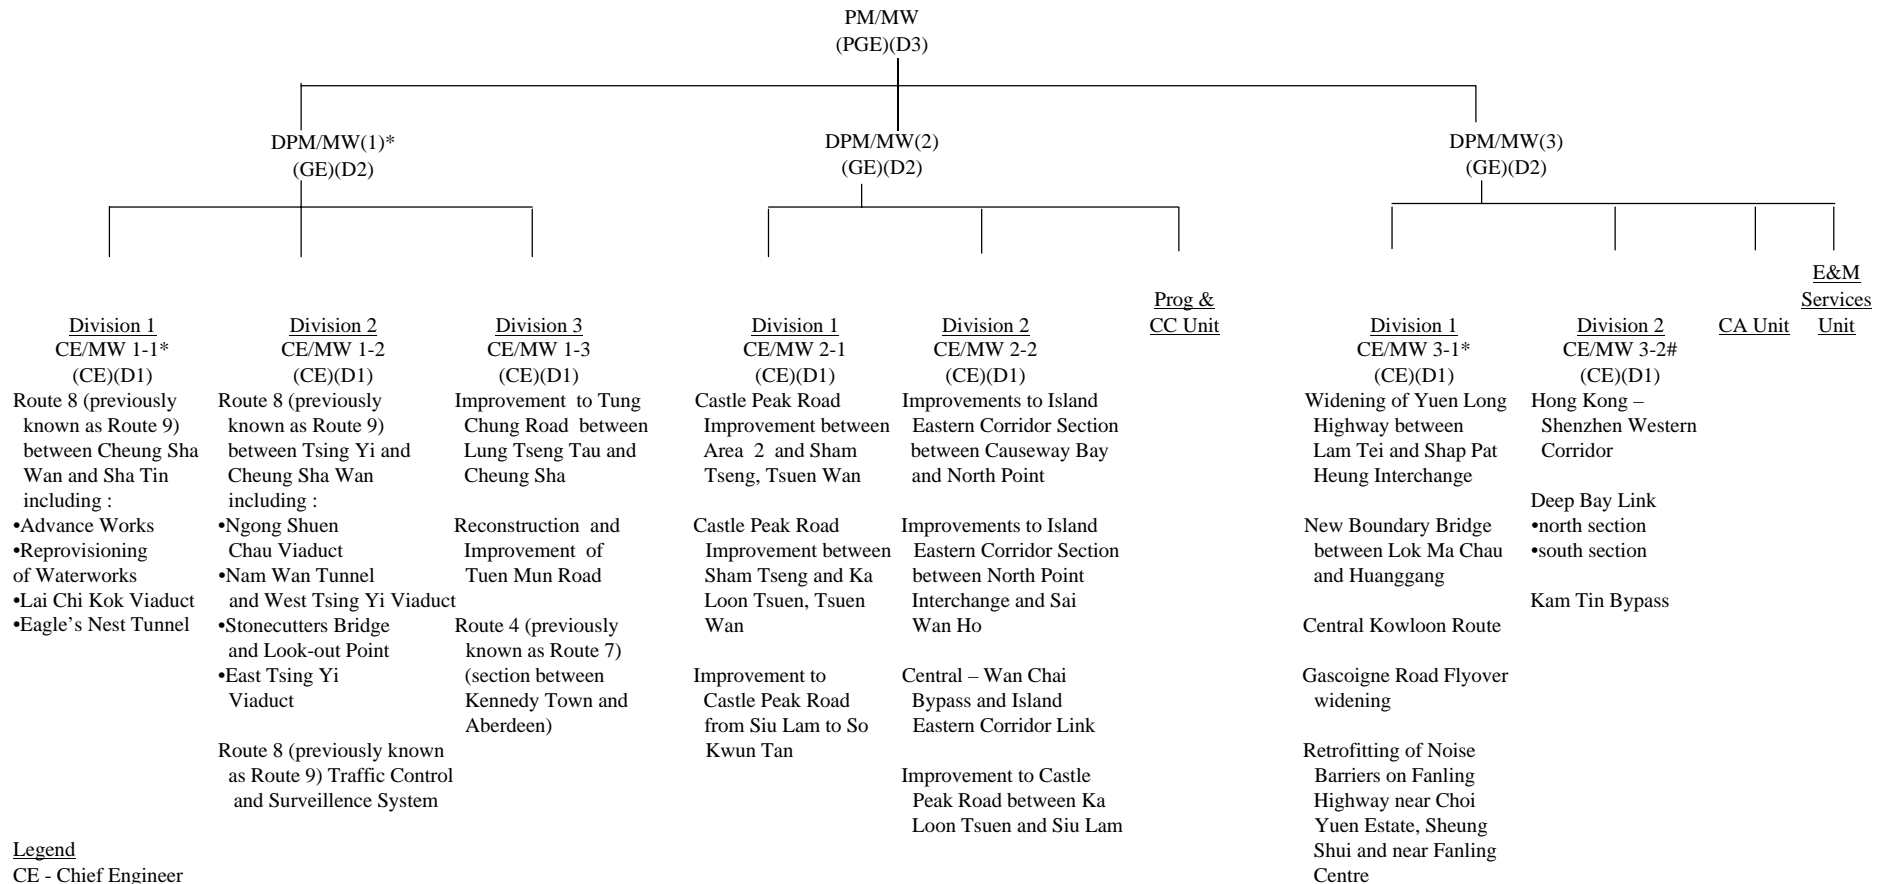 PM/MW
(PGE)(D3)
DPM/MW(1)*
(GE)(D2)
DPM/MW(2)
(GE)(D2)
DPM/MW(3)
(GE)(D2)
Division 1
CE/MW 1-1*
(CE)(D1)
Route 8 (previously
known as Route 9)
between Cheung Sha
Wan and Sha Tin
including :
•Advance Works
•Reprovisioning
of Waterworks
•Lai Chi Kok Viaduct
•Eagle’s Nest Tunnel
Division 2
CE/MW 1-2
(CE)(D1)
Route 8 (previously
known as Route 9)
between Tsing Yi and
Cheung Sha Wan
including :
•Ngong Shuen
Chau Viaduct
•Nam Wan Tunnel
and West Tsing Yi Viaduct
•Stonecutters Bridge
and Look-out Point
•East Tsing Yi
Viaduct
Route 8 (previously known
as Route 9) Traffic Control
and Surveillence System
Division 3
CE/MW 1-3
(CE)(D1)
Improvement to Tung
Chung Road between
Lung Tseng Tau and
Cheung Sha
Reconstruction and
Improvement of
Tuen Mun Road
Route 4 (previously
known as Route 7)
(section between
Kennedy Town and
Aberdeen)
Division 1
CE/MW 2-1
(CE)(D1)
Castle Peak Road
Improvement between
Area 2 and Sham
Tseng, Tsuen Wan
Castle Peak Road
Improvement between
Sham Tseng and Ka
Loon Tsuen, Tsuen
Wan
Improvement to
Castle Peak Road
from Siu Lam to So
Kwun Tan
Division 2
CE/MW 2-2
(CE)(D1)
Improvements to Island
Eastern Corridor Section
between Causeway Bay
and North Point
Improvements to Island
Eastern Corridor Section
between North Point
Interchange and Sai
Wan Ho
Central – Wan Chai
Bypass and Island
Eastern Corridor Link
Improvement to Castle
Peak Road between Ka
Loon Tsuen and Siu Lam
Prog &
CC Unit
Division 1
CE/MW 3-1*
(CE)(D1)
Widening of Yuen Long
Highway between
Lam Tei and Shap Pat
Heung Interchange
New Boundary Bridge
between Lok Ma Chau
and Huanggang
Central Kowloon Route
Gascoigne Road Flyover
widening
Retrofitting of Noise
Barriers on Fanling
Highway near Choi
Yuen Estate, Sheung
Shui and near Fanling
Centre
Division 2
CE/MW 3-2#
(CE)(D1)
Hong Kong –
Shenzhen Western
Corridor
Deep Bay Link
•north section
•south section
Kam Tin Bypass
CA Unit
E&M
Services
Unit
Legend
CE - Chief Engineer